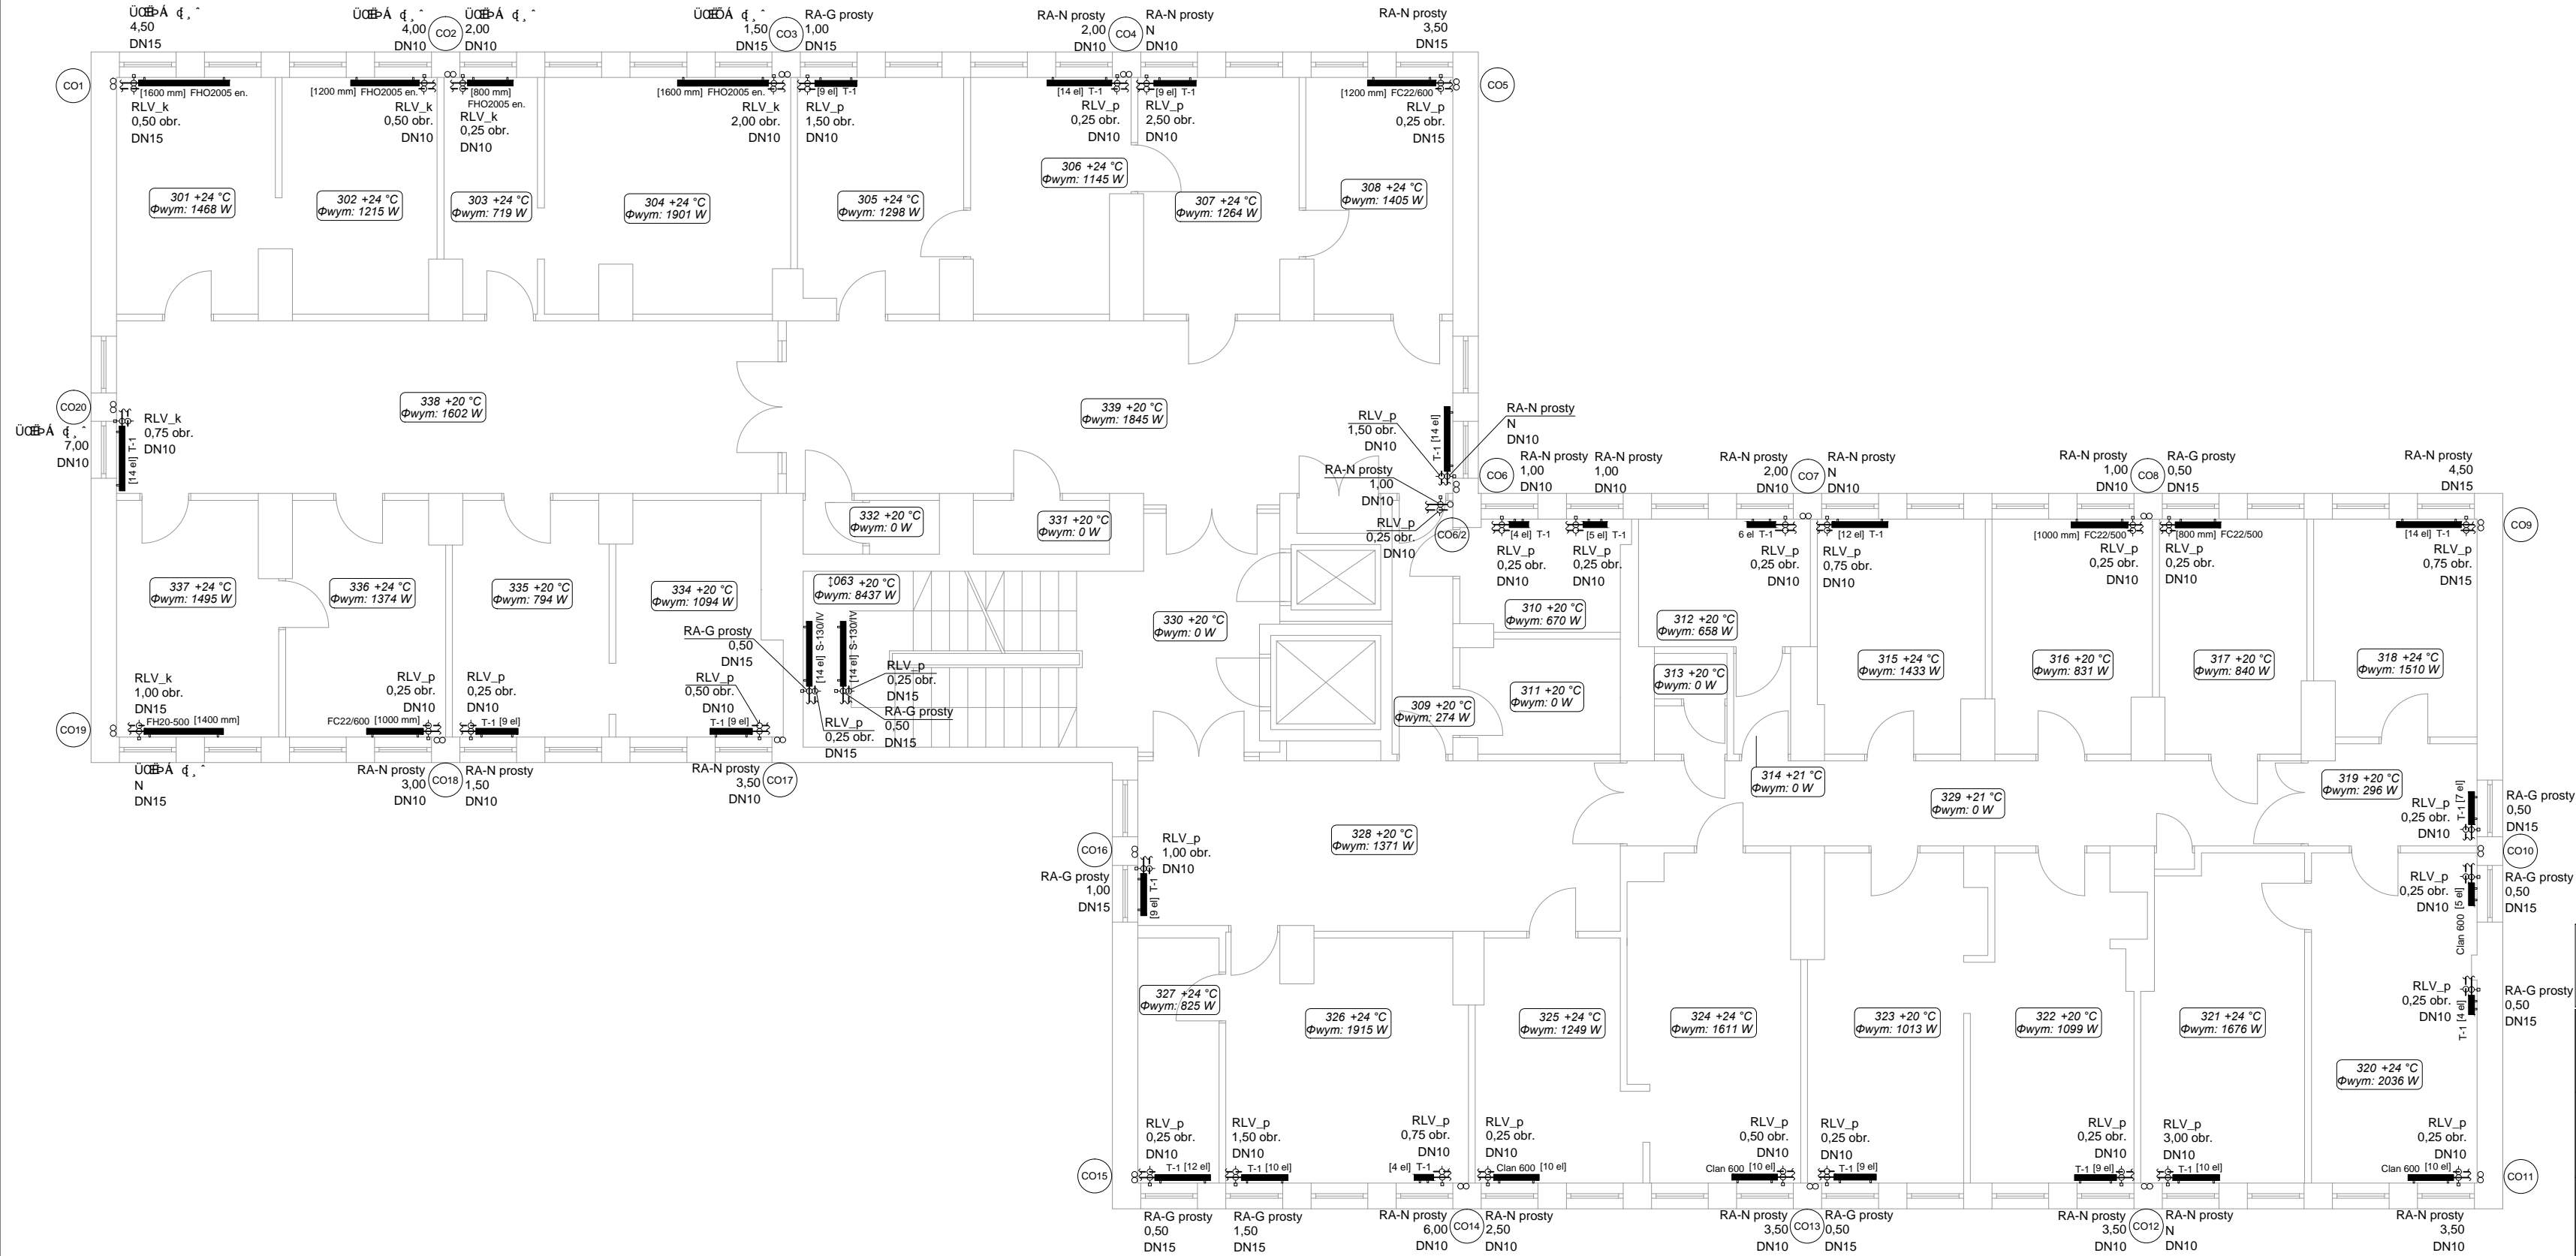 4,50
DN15
4,00
DN10
CO2
2,00
DN10
1,50
DN15
CO3
RA-G prosty
1,00
DN15
RA-N prosty
2,00
DN10
CO4
RA-N prosty
N
DN10
RA-N prosty
3,50
DN15
CO1
[1600 mm] FHO2005 en.
RLV_k
0,50 obr.
DN15
[1200 mm] FHO2005 en.
RLV_k
0,50 obr.
DN10
[800 mm]
FHO2005 en.
RLV_k
0,25 obr.
DN10
[1600 mm] FHO2005 en.
RLV_k
2,00 obr.
DN10
[9 el] T-1
RLV_p
1,50 obr.
DN10
[14 el] T-1
RLV_p
0,25 obr.
DN10
[9 el] T-1
RLV_p
2,50 obr.
DN10
[1200 mm] FC22/600
RLV_p
0,25 obr.
DN15
CO5
301 +24 °C
Φwym: 1468 W
302 +24 °C
Φwym: 1215 W
303 +24 °C
Φwym: 719 W
304 +24 °C
Φwym: 1901 W
305 +24 °C
Φwym: 1298 W
306 +24 °C
Φwym: 1145 W
307 +24 °C
Φwym: 1264 W
308 +24 °C
Φwym: 1405 W
CO20
7,00
DN10
RLV_k
0,75 obr.
DN10
[14 el] T-1
338 +20 °C
Φwym: 1602 W
339 +20 °C
Φwym: 1845 W
RLV_p
1,50 obr.
DN10
T-1 [14 el]
RA-N prosty
N
DN10
RA-N prosty
1,00
DN10
RLV_p
0,25 obr.
DN10
CO6/2
CO6
RA-N prosty
1,00
DN10
RA-N prosty
1,00
DN10
RA-N prosty
2,00
DN10
CO7
RA-N prosty
N
DN10
RA-N prosty
1,00
DN10
CO8
RA-G prosty
0,50
DN15
RA-N prosty
4,50
DN15
CO9
[4 el] T-1
RLV_p
0,25 obr.
DN10
[5 el] T-1
RLV_p
0,25 obr.
DN10
6 el T-1
RLV_p
0,25 obr.
DN10
[12 el] T-1
RLV_p
0,75 obr.
DN10
[1000 mm] FC22/500
RLV_p
0,25 obr.
DN10
[800 mm] FC22/500
RLV_p
0,25 obr.
DN10
[14 el] T-1
RLV_p
0,75 obr.
DN15
332 +20 °C
Φwym: 0 W
331 +20 °C
Φwym: 0 W
337 +24 °C
Φwym: 1495 W
336 +24 °C
Φwym: 1374 W
335 +20 °C
Φwym: 794 W
334 +20 °C
Φwym: 1094 W
↕063 +20 °C
Φwym: 8437 W
330 +20 °C
Φwym: 0 W
310 +20 °C
Φwym: 670 W
312 +20 °C
Φwym: 658 W
313 +20 °C
Φwym: 0 W
315 +24 °C
Φwym: 1433 W
316 +20 °C
Φwym: 831 W
317 +20 °C
Φwym: 840 W
318 +24 °C
Φwym: 1510 W
309 +20 °C
Φwym: 274 W
311 +20 °C
Φwym: 0 W
RA-G prosty
0,50
DN15
[14 el] S-130/IV
[14 el] S-130/IV
RLV_p
0,25 obr.
DN15
RA-G prosty
0,50
DN15
RLV_p
0,25 obr.
DN15
CO19
RLV_k
1,00 obr.
DN15
FH20-500 [1400 mm]
N
DN15
RLV_p
0,25 obr.
DN10
FC22/600 [1000 mm]
RA-N prosty
3,00
DN10
CO18
RLV_p
0,25 obr.
DN10
T-1 [9 el]
RA-N prosty
1,50
DN10
RLV_p
0,50 obr.
DN10
T-1 [9 el]
RA-N prosty
3,50
DN10
CO17
314 +21 °C
Φwym: 0 W
329 +21 °C
Φwym: 0 W
319 +20 °C
Φwym: 296 W
RLV_p
0,25 obr.
DN10
T-1 [7 el]
RA-G prosty
0,50
DN15
CO10
RLV_p
0,25 obr.
DN10
Clan 600 [5 el]
RA-G prosty
0,50
DN15
RLV_p
0,25 obr.
DN10
T-1 [4 el]
RA-G prosty
0,50
DN15
CO16
RLV_p
1,00 obr.
DN10
RA-G prosty
1,00
DN15
[9 el] T-1
328 +20 °C
Φwym: 1371 W
327 +24 °C
Φwym: 825 W
326 +24 °C
Φwym: 1915 W
325 +24 °C
Φwym: 1249 W
324 +24 °C
Φwym: 1611 W
323 +20 °C
Φwym: 1013 W
322 +20 °C
Φwym: 1099 W
321 +24 °C
Φwym: 1676 W
320 +24 °C
Φwym: 2036 W
CO15
RLV_p
0,25 obr.
DN10
T-1 [12 el]
RLV_p
1,50 obr.
DN10
T-1 [10 el]
RLV_p
0,75 obr.
DN10
[4 el] T-1
RLV_p
0,25 obr.
DN10
Clan 600 [10 el]
RLV_p
0,50 obr.
DN10
Clan 600 [10 el]
RLV_p
0,25 obr.
DN10
T-1 [9 el]
RLV_p
0,25 obr.
DN10
T-1 [9 el]
RLV_p
3,00 obr.
DN10
T-1 [10 el]
RLV_p
0,25 obr.
DN10
Clan 600 [10 el]
CO11
RA-G prosty
0,50
DN15
RA-G prosty
1,50
DN15
RA-N prosty
6,00
DN10
CO14
RA-N prosty
2,50
DN10
RA-N prosty
3,50
DN10
CO13
RA-G prosty
0,50
DN15
RA-N prosty
3,50
DN10
CO12
RA-N prosty
N
DN10
RA-N prosty
3,50
DN10